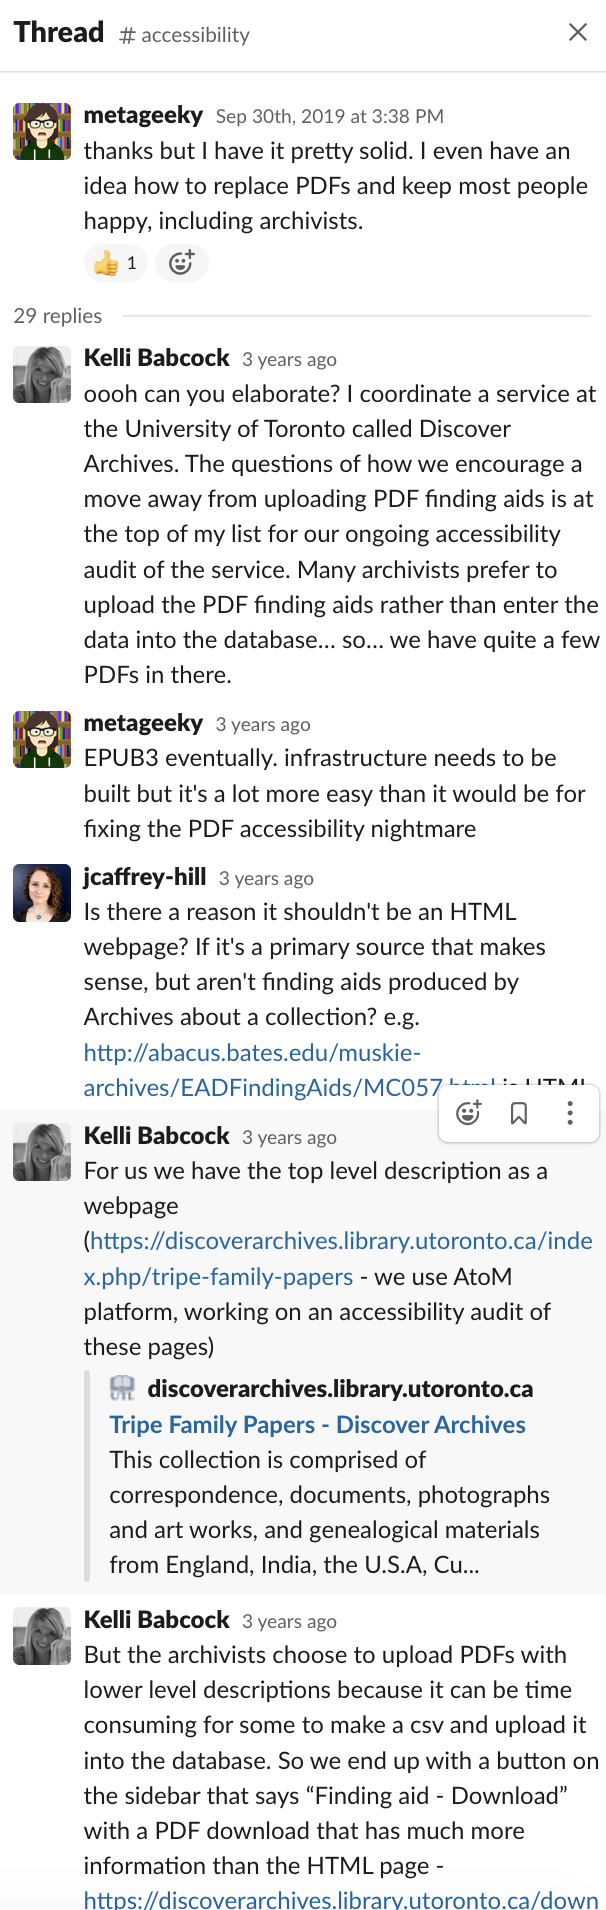 Thread # accessibility
metageeky Sep 30th, 2019 at 3:38 PM
thanks but I have it pretty solid. I even have an
idea how to replace PDFs and keep most people
happy, including archivists.
👍 1
29 replies
Kelli Babcock 3 years ago
oooh can you elaborate? I coordinate a service at
the University of Toronto called Discover
Archives. The questions of how we encourage a
move away from uploading PDF finding aids is at
the top of my list for our ongoing accessibility
audit of the service. Many archivists prefer to
upload the PDF finding aids rather than enter the
data into the database... so... we have quite a few
PDFs in there.
metageeky 3 years ago
EPUB3 eventually. infrastructure needs to be
built but it's a lot more easy than it would be for
fixing the PDF accessibility nightmare
jcaffrey-hill 3 years ago
Is there a reason it shouldn't be an HTML
webpage? If it's a primary source that makes
sense, but aren't finding aids produced by
Archives about a collection? e.g.
http://abacus.bates.edu/muskie-
archives/EADFindingAids/MC057.html is HTML
Kelli Babcock 3 years ago
For us we have the top level description as a
webpage
(https://discoverarchives.library.utoronto.ca/inde
x.php/tripe-family-papers - we use AtoM
platform, working on an accessibility audit of
these pages)
UTL discoverarchives.library.utoronto.ca
Tripe Family Papers - Discover Archives
This collection is comprised of
correspondence, documents, photographs
and art works, and genealogical materials
from England, India, the U.S.A, Cu...
Kelli Babcock 3 years ago
But the archivists choose to upload PDFs with
lower level descriptions because it can be time
consuming for some to make a csv and upload it
into the database. So we end up with a button on
the sidebar that says “Finding aid - Download”
with a PDF download that has much more
information than the HTML page -
https://discoverarchives.library.utoronto.ca/down